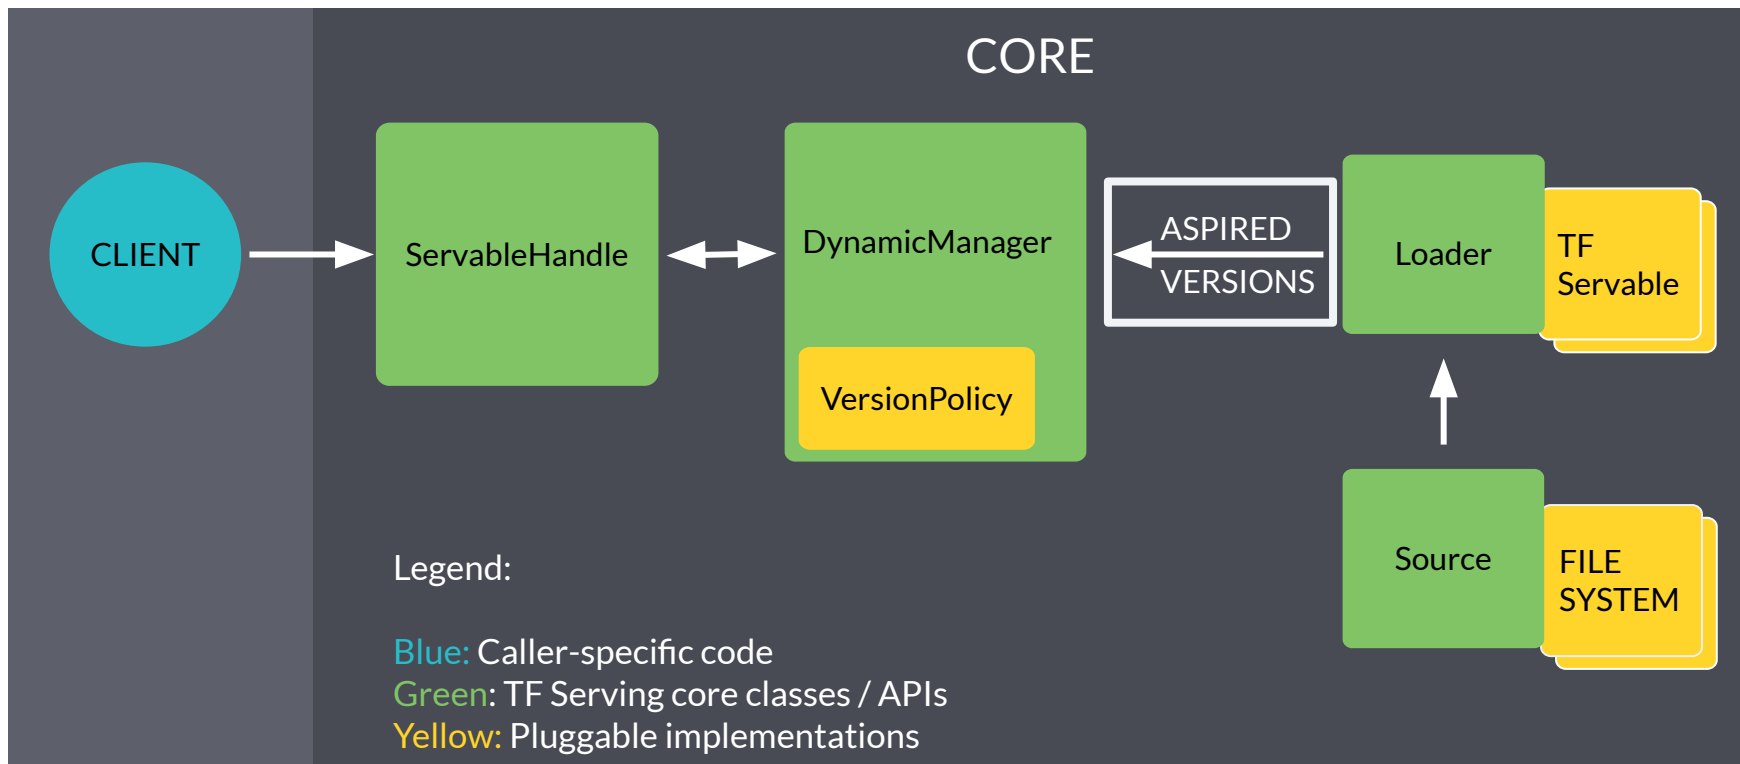 CORE
CLIENT
ServableHandle
DynamicManager
VersionPolicy
ASPIRED
VERSIONS
Loader
TF
Servable
Source
FILE
SYSTEM
Legend:
Blue: Caller-specific code
Green: TF Serving core classes / APIs
Yellow: Pluggable implementations